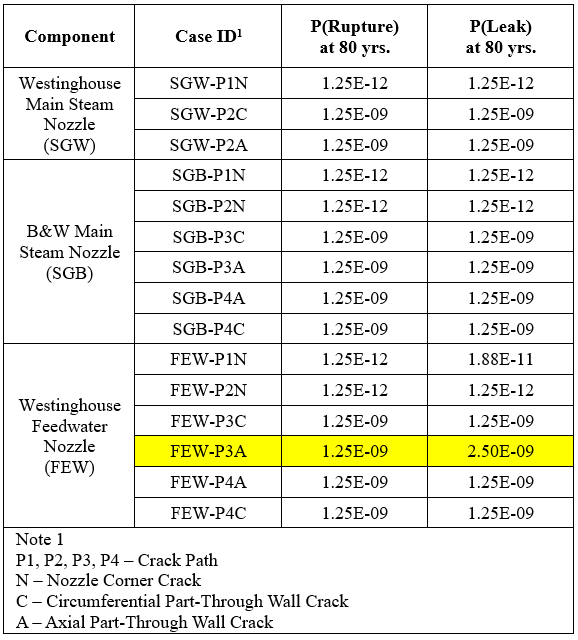 Component Case ID1 P(Rupture) at 80 yrs. P(Leak) at 80 yrs.
Westinghouse Main Steam Nozzle (SGW)
SGW-P1N 1.25E-12 1.25E-12
SGW-P2C 1.25E-09 1.25E-09
SGW-P2A 1.25E-09 1.25E-09
B&W Main Steam Nozzle (SGB)
SGB-P1N 1.25E-12 1.25E-12
SGB-P2N 1.25E-12 1.25E-12
SGB-P3C 1.25E-09 1.25E-09
SGB-P3A 1.25E-09 1.25E-09
SGB-P4A 1.25E-09 1.25E-09
SGB-P4C 1.25E-09 1.25E-09
Westinghouse Feedwater Nozzle (FEW)
FEW-P1N 1.25E-12 1.88E-11
FEW-P2N 1.25E-12 1.25E-12
FEW-P3C 1.25E-09 1.25E-09
FEW-P3A 1.25E-09 2.50E-09
FEW-P4A 1.25E-09 1.25E-09
FEW-P4C 1.25E-09 1.25E-09
Note 1
P1, P2, P3, P4 – Crack Path
N – Nozzle Corner Crack
C – Circumferential Part-Through Wall Crack
A – Axial Part-Through Wall Crack